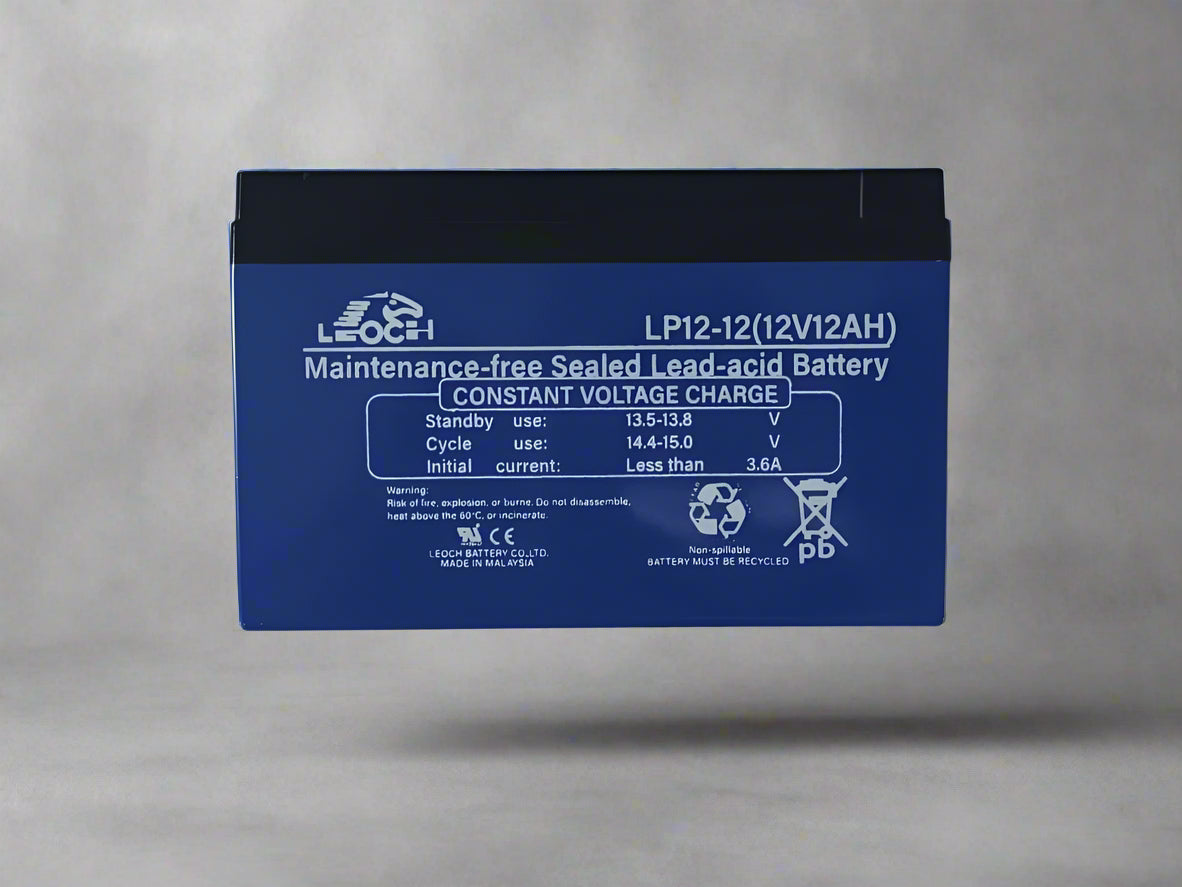 LEOCH
LP12-12(12V12AH)
Maintenance-free Sealed Lead-acid Battery
CONSTANT VOLTAGE CHARGE
Standby use: 13.5-13.8 V
Cycle use: 14.4-15.0 V
Initial current: Less than 3.6A
Warning:
Risk of fire, explosion, or burne. Do not disassemble,
heat above the 60°C, or incinerate.
CE
LEOCH BATTERY CO.,LTD.
MADE IN MALAYSIA
Non-spillable
BATTERY MUST BE RECYCLED
pb